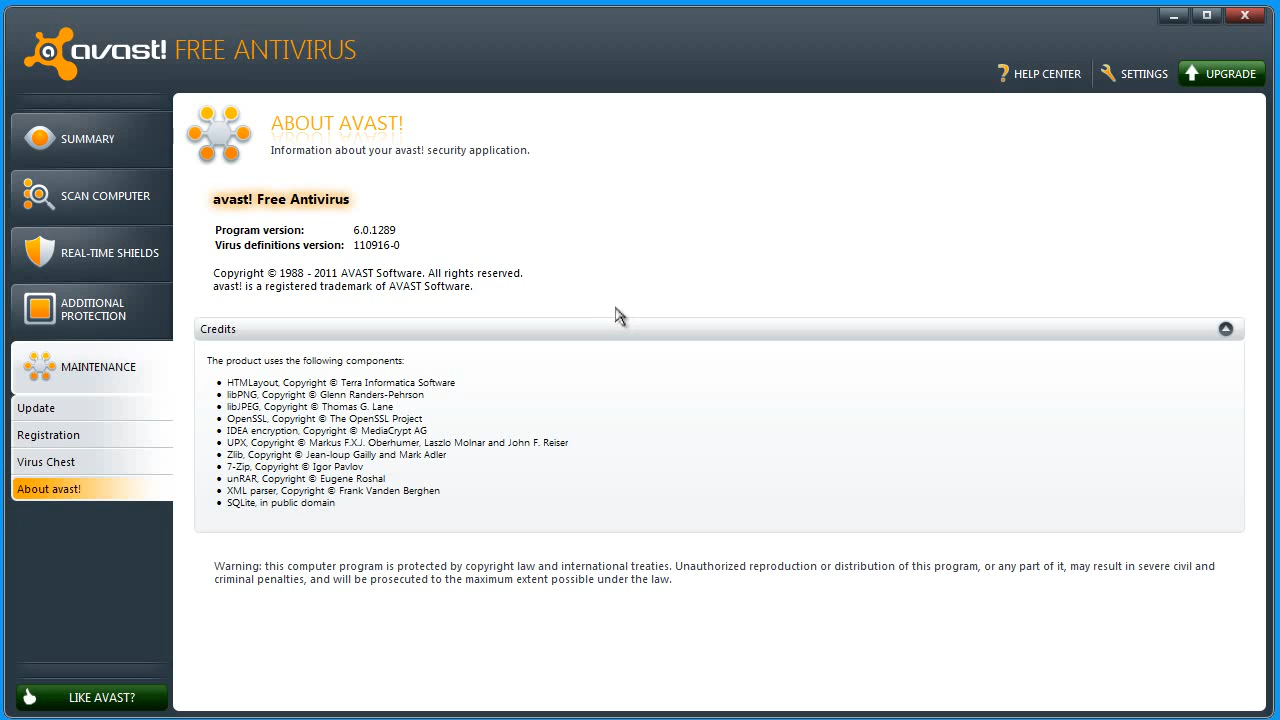 avast! FREE ANTIVIRUS
HELP CENTER
SETTINGS
UPGRADE
SUMMARY
SCAN COMPUTER
REAL-TIME SHIELDS
ADDITIONAL
PROTECTION
MAINTENANCE
Update
Registration
Virus Chest
About avast!
LIKE AVAST?
ABOUT AVAST!
Information about your avast! security application.
avast! Free Antivirus
Program version: 6.0.1289
Virus definitions version: 110916-0
Copyright © 1988 - 2011 AVAST Software. All rights reserved.
avast! is a registered trademark of AVAST Software.
Credits
The product uses the following components:
• HTMLayout, Copyright © Terra Informatica Software
• libPNG, Copyright © Glenn Randers-Pehrson
• libJPEG, Copyright © Thomas G. Lane
• OpenSSL, Copyright © The OpenSSL Project
• IDEA encryption, Copyright © MediaCrypt AG
• UPX, Copyright © Markus F.X.J. Oberhumer, Laszlo Molnar and John F. Reiser
• Zlib, Copyright © Jean-loup Gailly and Mark Adler
• 7-Zip, Copyright © Igor Pavlov
• unRAR, Copyright © Eugene Roshal
• XML parser, Copyright © Frank Vanden Berghen
• SQLite, in public domain
Warning: this computer program is protected by copyright law and international treaties. Unauthorized reproduction or distribution of this program, or any part of it, may result in severe civil and
criminal penalties, and will be prosecuted to the maximum extent possible under the law.